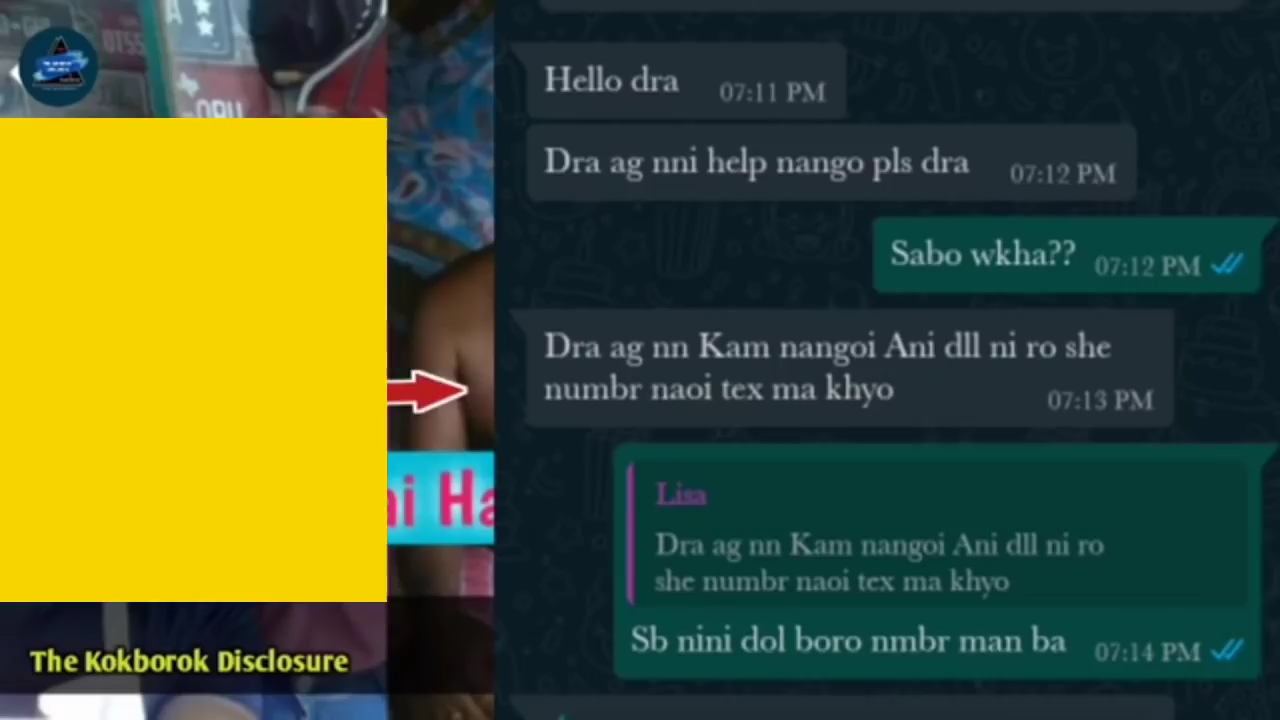 Hello dra
07:11 PM
Dra ag nni help nango pls dra
07:12 PM
Sabo wkha??
07:12 PM
Dra ag nn Kam nangoi Ani dll ni ro she
numbr naoi tex ma khyo
07:13 PM
Lisa
Dra ag nn Kam nangoi Ani dll ni ro
she numbr naoi tex ma khyo
Sb nini dol boro nmbr man ba
07:14 PM
The Kokborok Disclosure